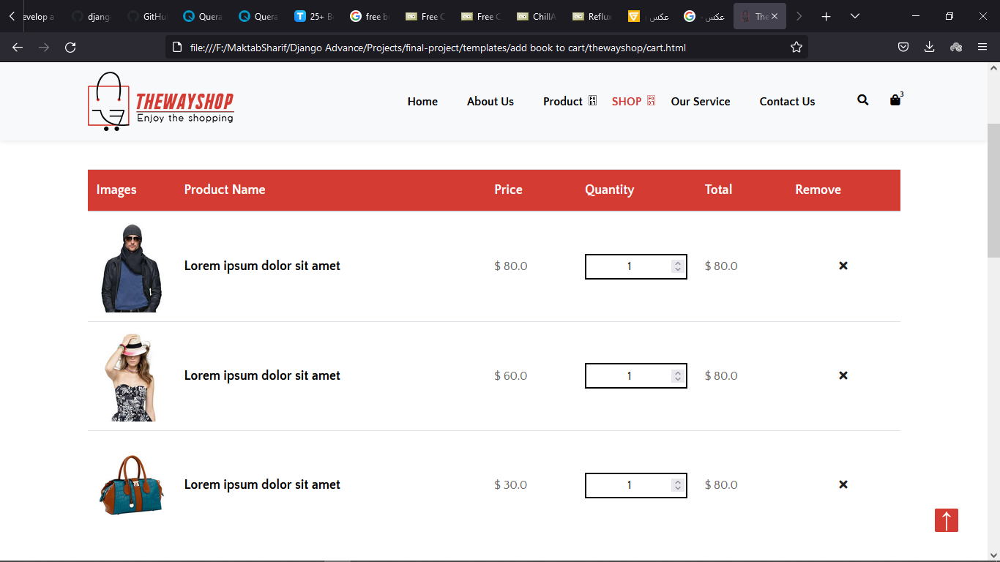 evelop a
djang
GitHu
Quera
Quera
25+ B
free b
Free C
Free C
ChillA
Reflux
عکس
عکس -
The
file:///F:/MaktabSharif/Django Advance/Projects/final-project/templates/add book to cart/thewayshop/cart.html
THEWAYSHOP
Enjoy the shopping
Home About Us Product SHOP Our Service Contact Us 3
Images Product Name Price Quantity Total Remove
Lorem ipsum dolor sit amet $ 80.0 1 $ 80.0
Lorem ipsum dolor sit amet $ 60.0 1 $ 80.0
Lorem ipsum dolor sit amet $ 30.0 1 $ 80.0